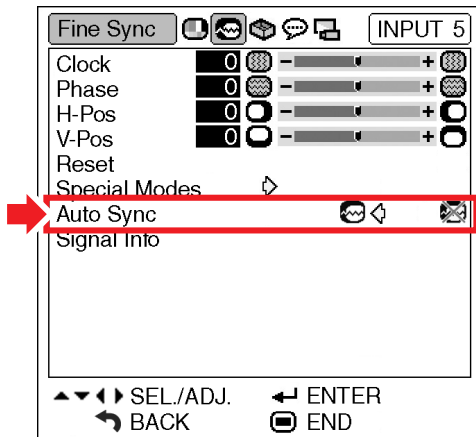 Fine Sync INPUT 5
Clock 0 - +
Phase 0 - +
H-Pos 0 - +
V-Pos 0 - +
Reset
Special Modes
Auto Sync
Signal Info
SEL./ADJ. ENTER
BACK END